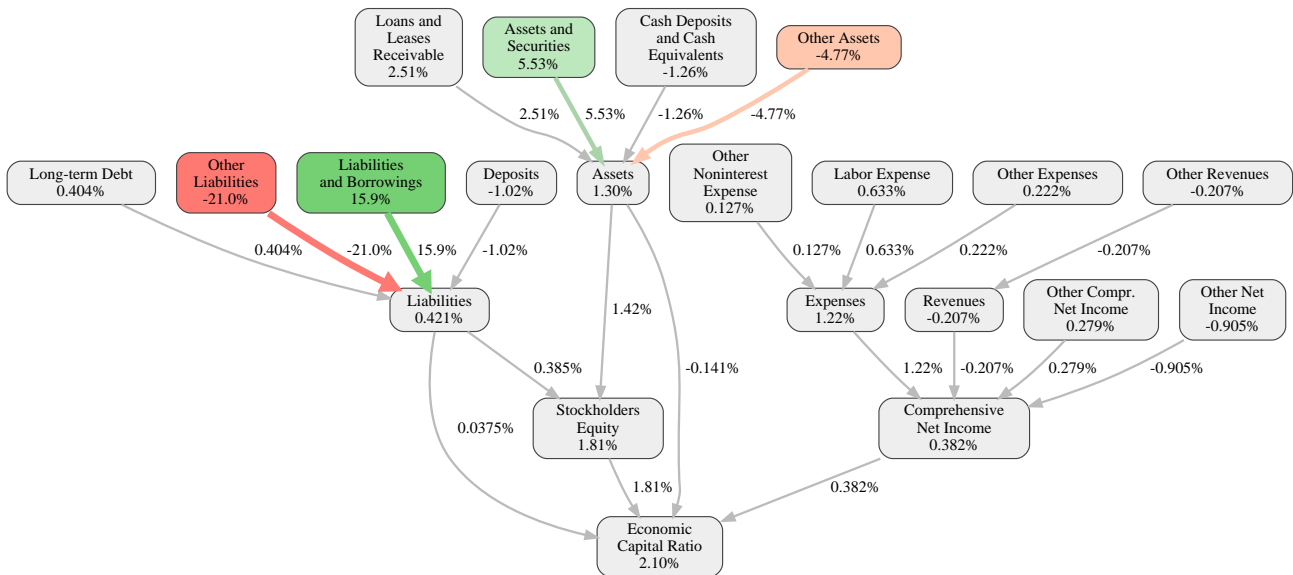 Loans and
Leases
Receivable
2.51%
Assets and
Securities
5.53%
Cash Deposits
and Cash
Equivalents
-1.26%
Other Assets
-4.77%
2.51%
5.53%
-1.26%
-4.77%
Long-term Debt
0.404%
Other
Liabilities
-21.0%
Liabilities
and Borrowings
15.9%
Deposits
-1.02%
Assets
1.30%
Other
Noninterest
Expense
0.127%
Labor Expense
0.633%
Other Expenses
0.222%
Other Revenues
-0.207%
0.404%
-21.0%
15.9%
-1.02%
0.127%
0.633%
0.222%
-0.207%
Liabilities
0.421%
1.42%
Expenses
1.22%
Revenues
-0.207%
Other Compr.
Net Income
0.279%
Other Net
Income
-0.905%
0.385%
-0.141%
1.22%
-0.207%
0.279%
-0.905%
0.0375%
Stockholders
Equity
1.81%
Comprehensive
Net Income
0.382%
1.81%
0.382%
Economic
Capital Ratio
2.10%